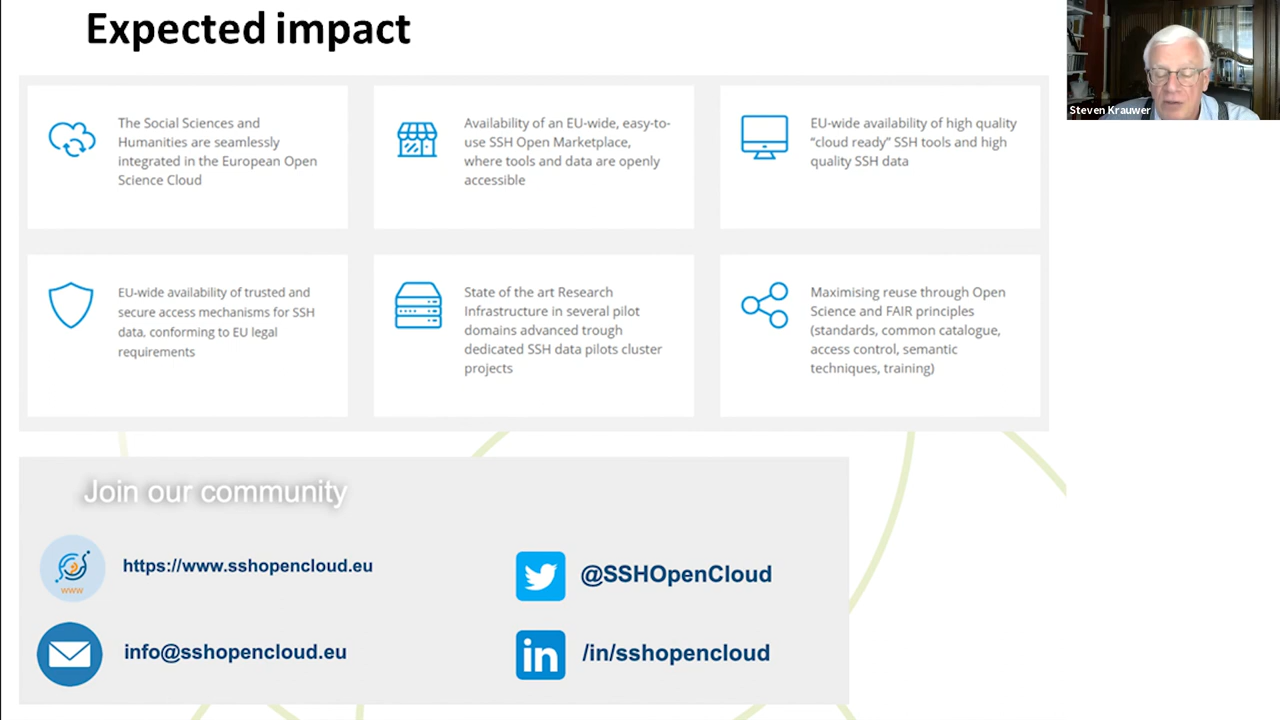 Expected impact
The Social Sciences and
Humanities are seamlessly
integrated in the European Open
Science Cloud
Availability of an EU-wide, easy-to-
use SSH Open Marketplace,
where tools and data are openly
accessible
EU-wide availability of high quality
“cloud ready” SSH tools and high
quality SSH data
EU-wide availability of trusted and
secure access mechanisms for SSH
data, conforming to EU legal
requirements
State of the art Research
Infrastructure in several pilot
domains advanced trough
dedicated SSH data pilots cluster
projects
Maximising reuse through Open
Science and FAIR principles
(standards, common catalogue,
access control, semantic
techniques, training)
Steven Krauwer
Join our community
www
https://www.sshopencloud.eu
@SSHOpenCloud
info@sshopencloud.eu
in
/in/sshopencloud